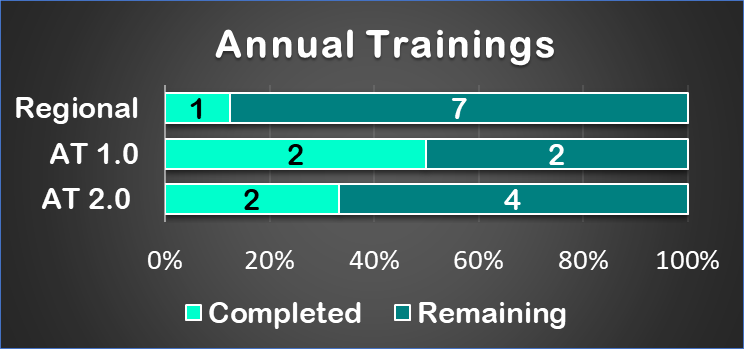 Annual Trainings
Regional 1 7
AT 1.0 2 2
AT 2.0 2 4
0% 20% 40% 60% 80% 100%
Completed Remaining